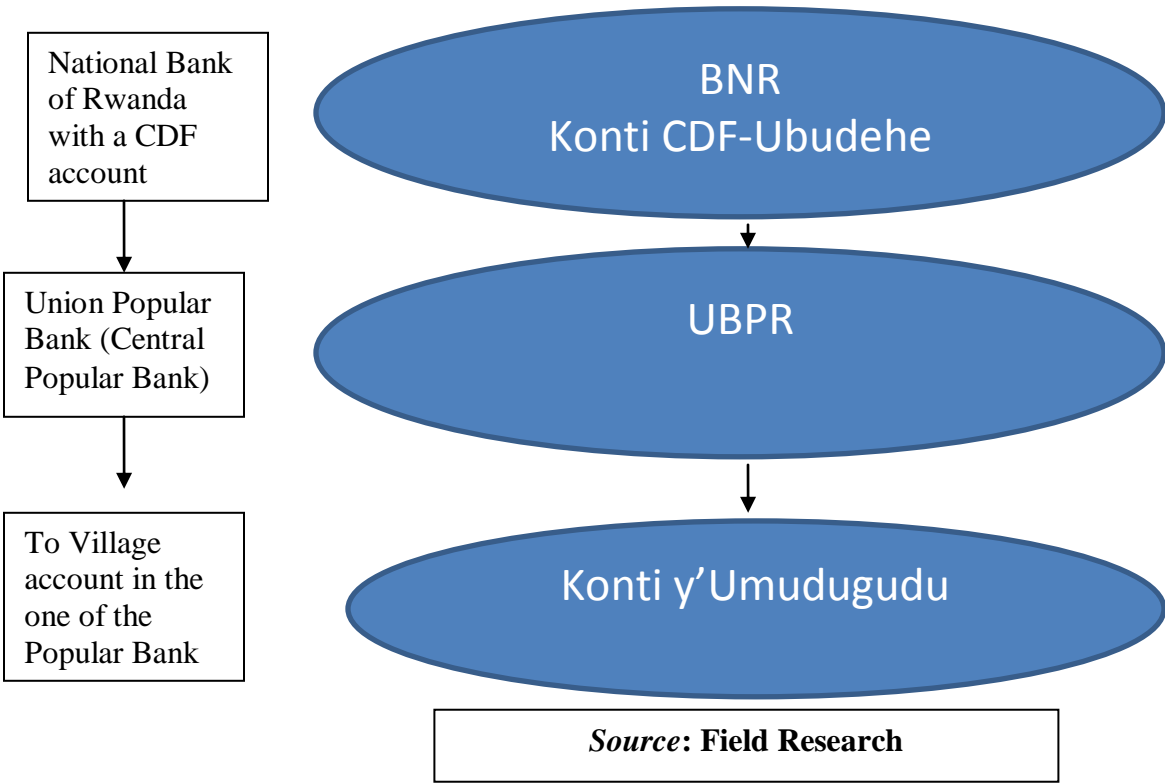 National Bank
of Rwanda
with a CDF
account
BNR
Konti CDF-Ubudehe
Union Popular
Bank (Central
Popular Bank)
UBPR
To Village
account in the
one of the
Popular Bank
Konti y’Umudugudu
Source: Field Research